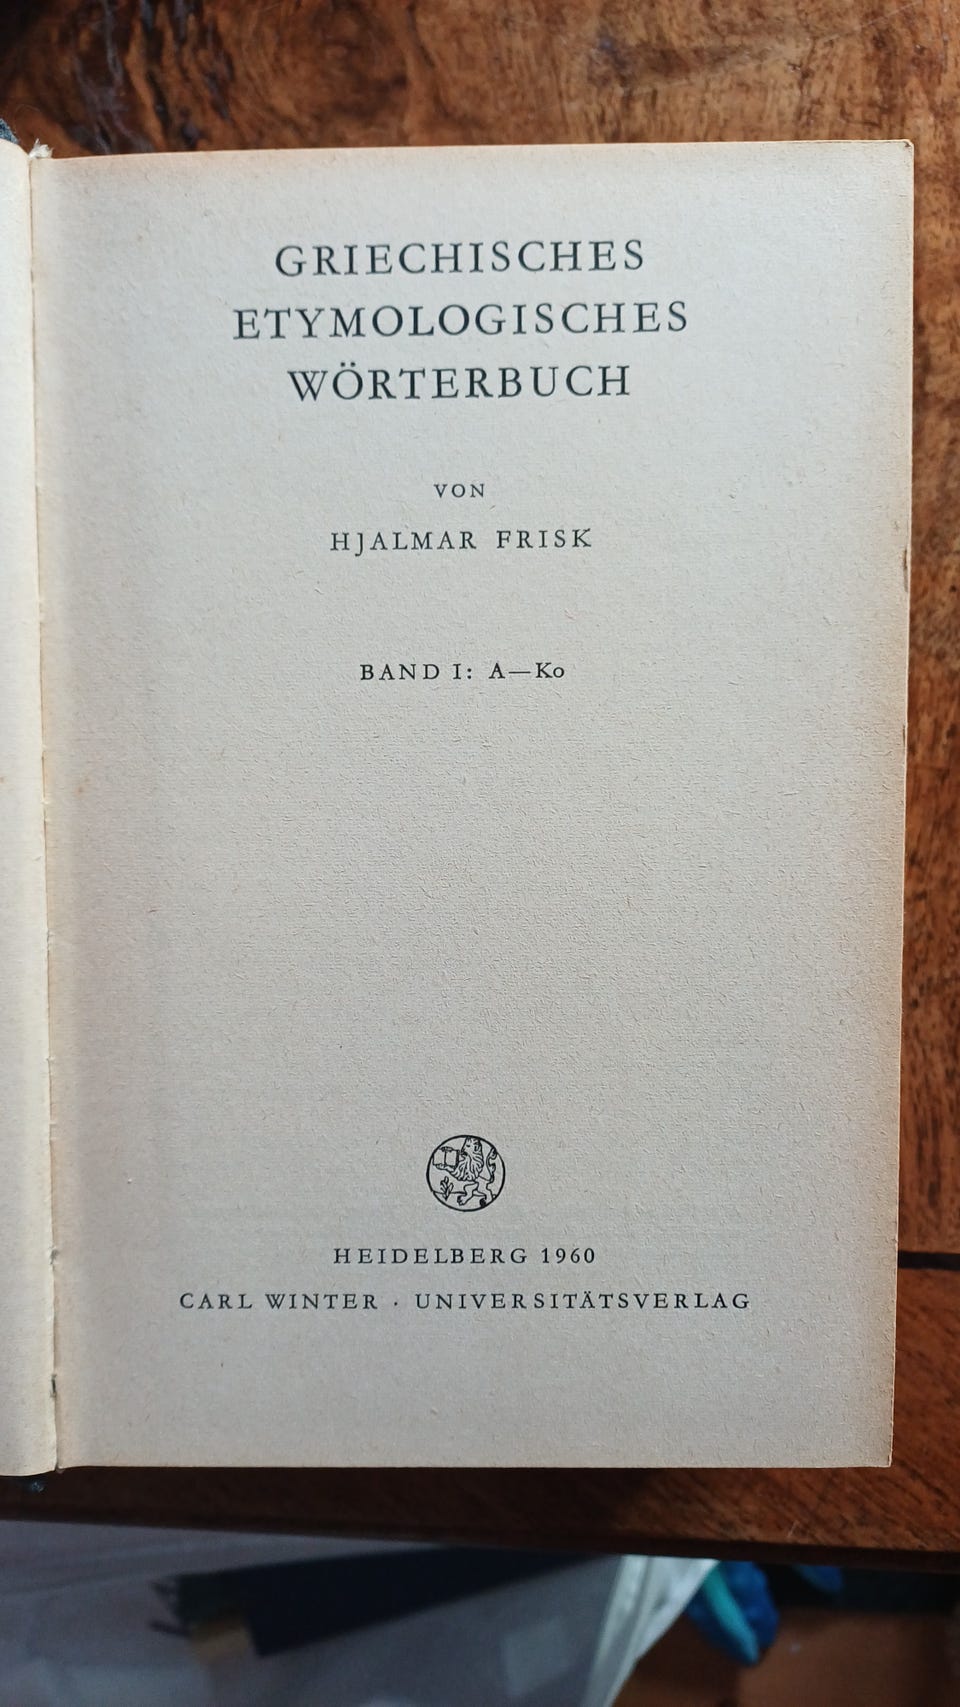 GRIECHISCHES
ETYMOLOGISCHES
WÖRTERBUCH
VON
HJALMAR FRISK
BAND I: A—Ko
HEIDELBERG 1960
CARL WINTER · UNIVERSITÄTSVERLAG